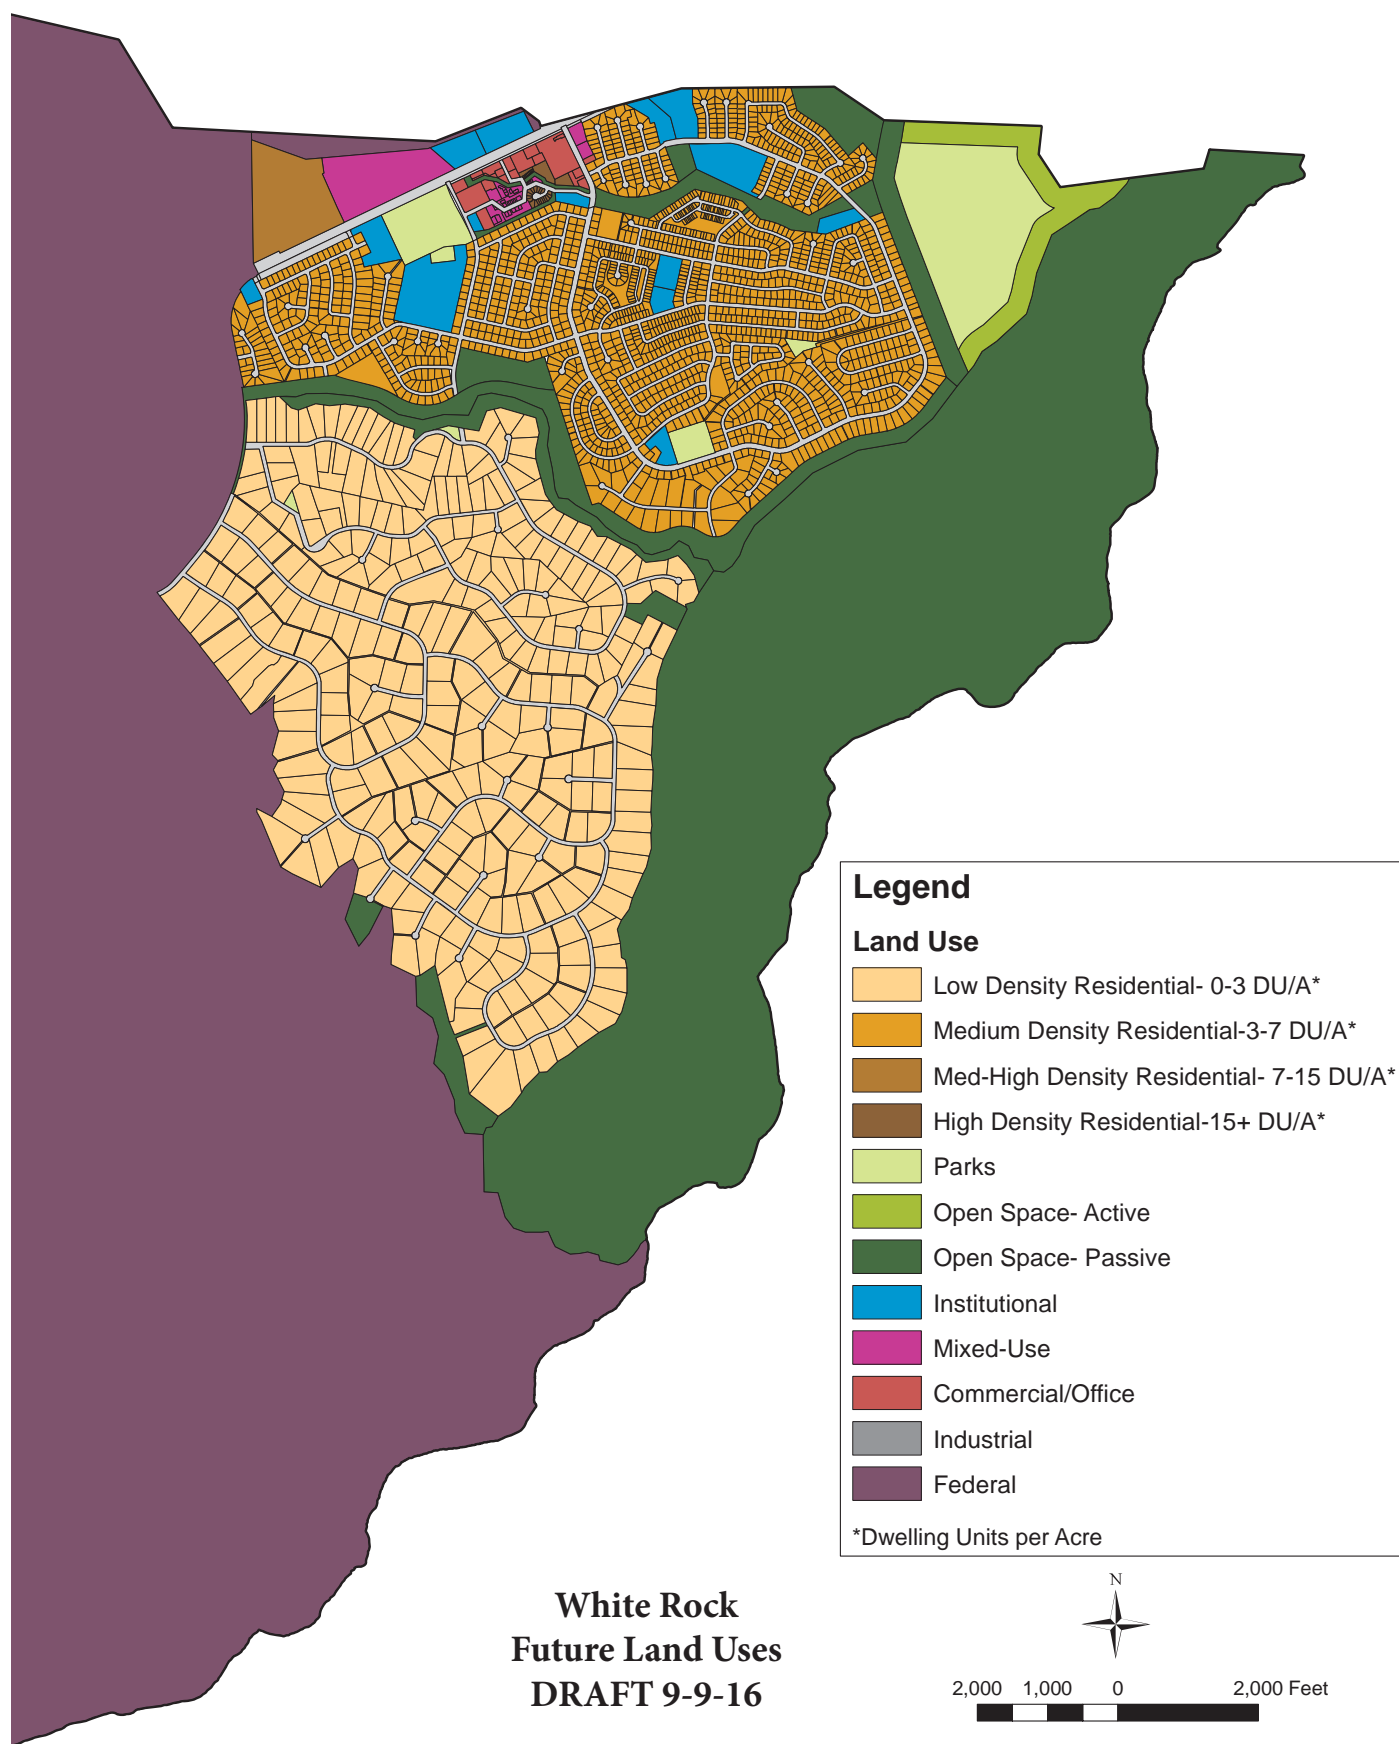 Legend
Land Use
Low Density Residential- 0-3 DU/A*
Medium Density Residential-3-7 DU/A*
Med-High Density Residential- 7-15 DU/A*
High Density Residential-15+ DU/A*
Parks
Open Space- Active
Open Space- Passive
Institutional
Mixed-Use
Commercial/Office
Industrial
Federal
*Dwelling Units per Acre
White Rock
Future Land Uses
DRAFT 9-9-16
N
2,000 1,000 0 2,000 Feet